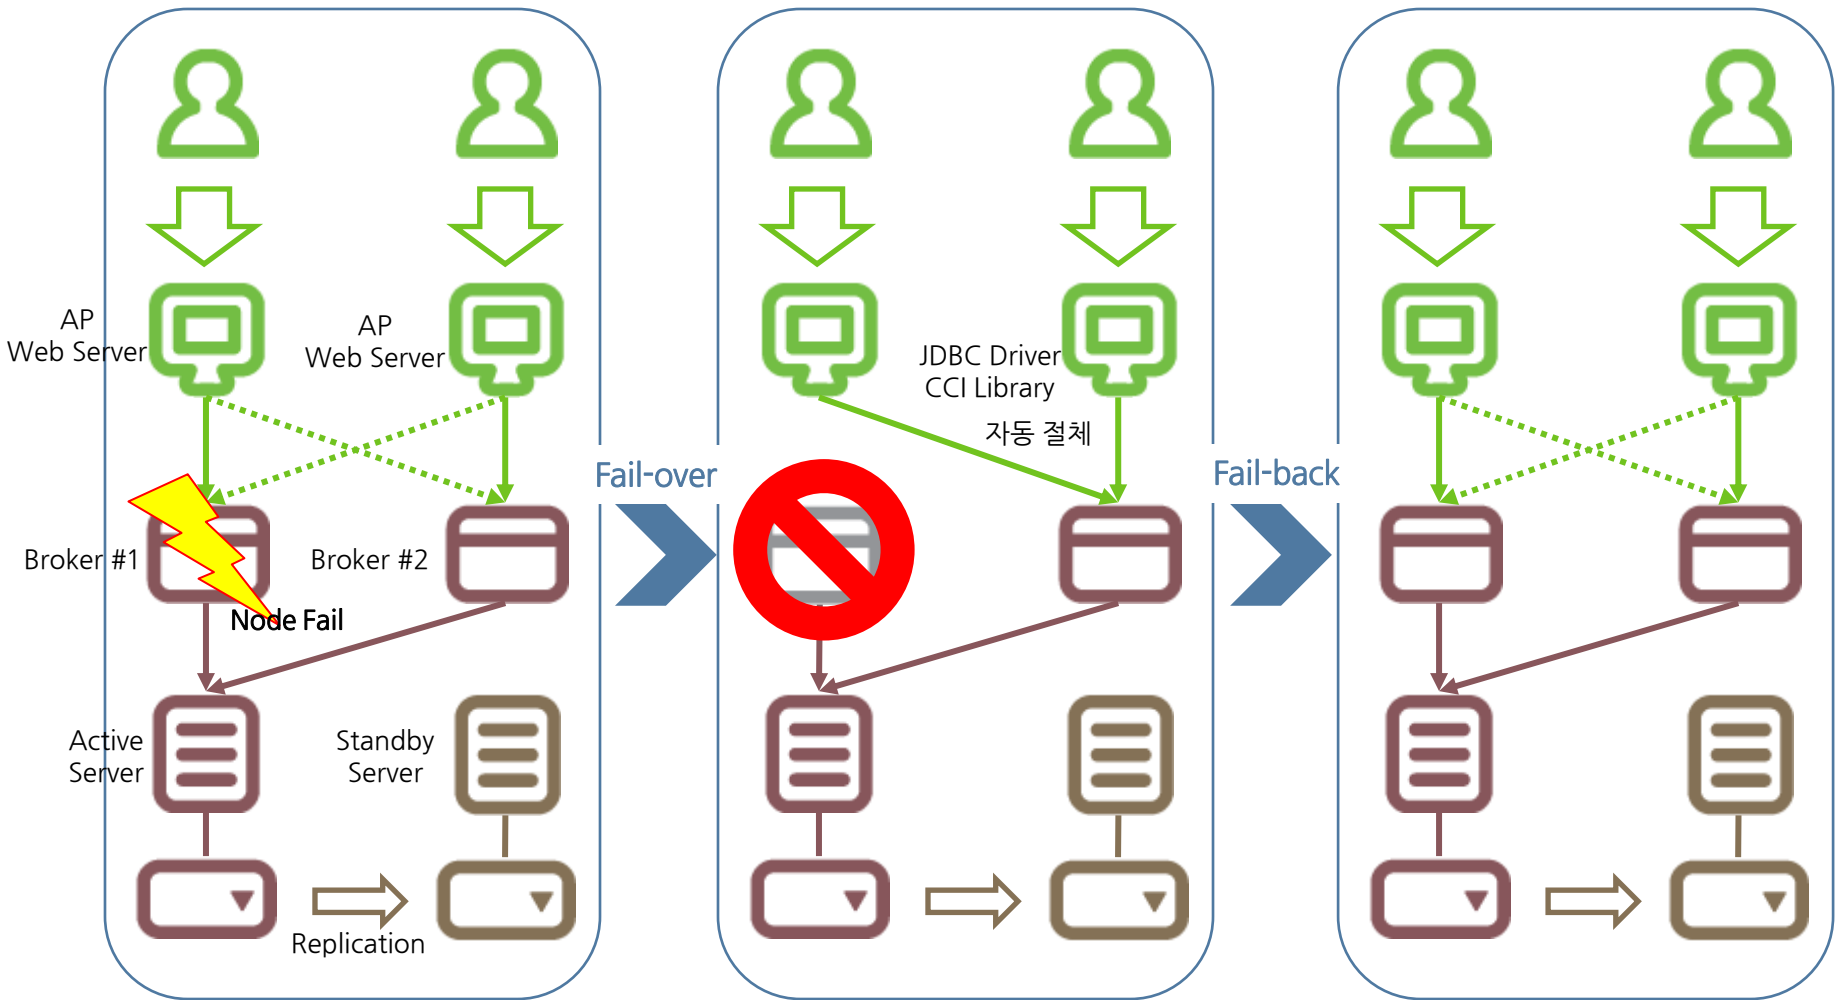 AP
Web Server
AP
Web Server
Broker #1
Broker #2
Node Fail
Active
Server
Standby
Server
Replication
Fail-over
JDBC Driver
CCI Library
자동 절체
Fail-back